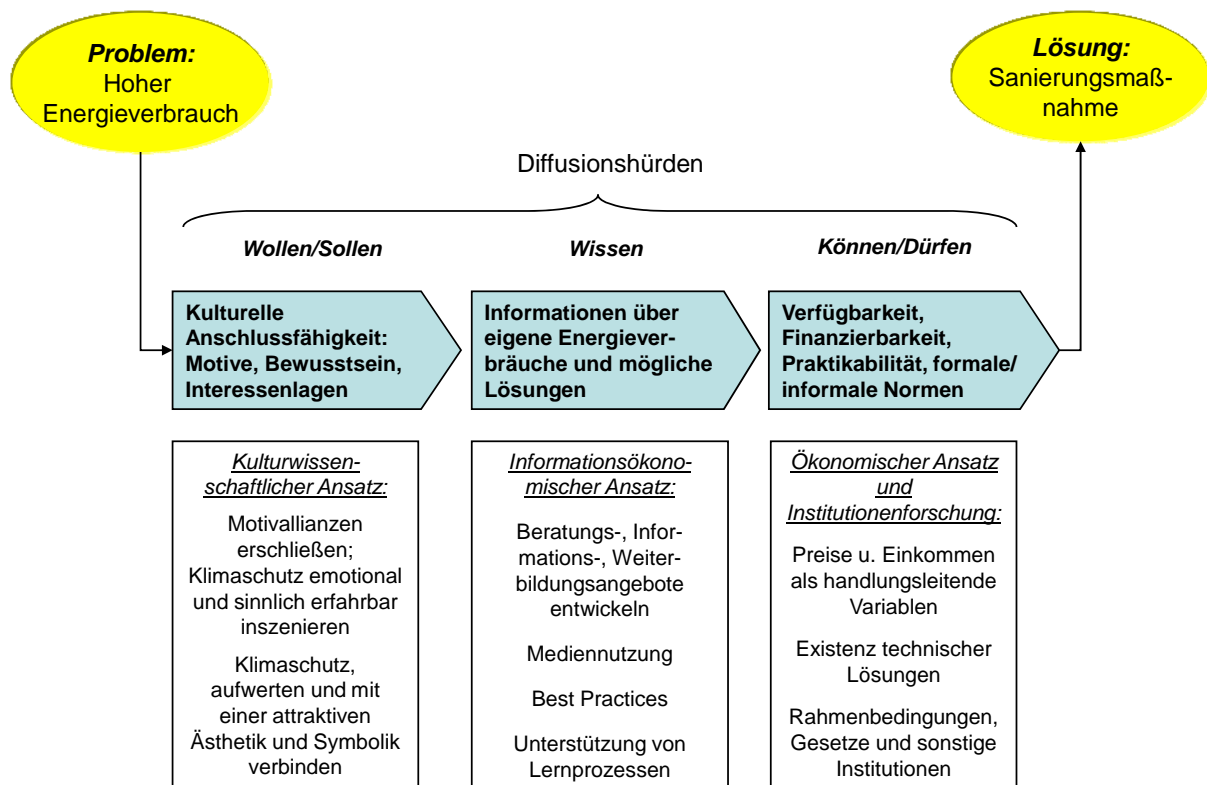 Problem:
Hoher
Energieverbrauch
Lösung:
Sanierungsmaß-
nahme
Diffusionshürden
Wollen/Sollen
Wissen
Können/Dürfen
Kulturelle
Anschlussfähigkeit:
Motive, Bewusstsein,
Interessenlagen
Informationen über
eigene Energiever-
bräuche und mögliche
Lösungen
Verfügbarkeit,
Finanzierbarkeit,
Praktikabilität, formale/
informale Normen
Kulturwissen-
schaftlicher Ansatz:
Motivallianzen
erschließen;
Klimaschutz emotional
und sinnlich erfahrbar
inszenieren
Klimaschutz,
aufwerten und mit
einer attraktiven
Ästhetik und Symbolik
verbinden
Informationsökono-
mischer Ansatz:
Beratungs-, Infor-
mations-, Weiter-
bildungsangebote
entwickeln
Mediennutzung
Best Practices
Unterstützung von
Lernprozessen
Ökonomischer Ansatz
und
Institutionenforschung:
Preise u. Einkommen
als handlungsleitende
Variablen
Existenz technischer
Lösungen
Rahmenbedingungen,
Gesetze und sonstige
Institutionen